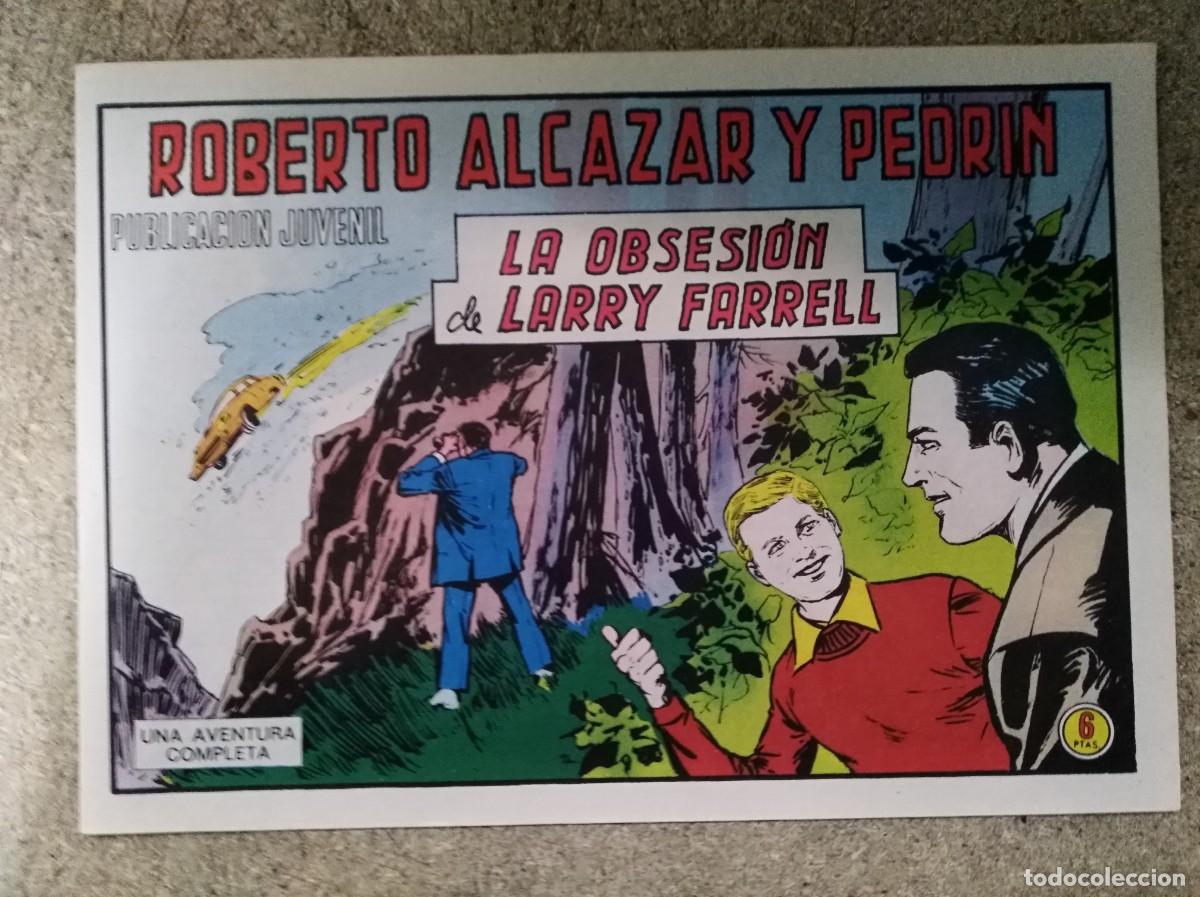 ROBERTO ALCAZAR Y PEDRIN
PUBLICACION JUVENIL
LA OBSESIÓN
de LARRY FARRELL
UNA AVENTURA
COMPLETA
6
PTAS.
todocoleccion